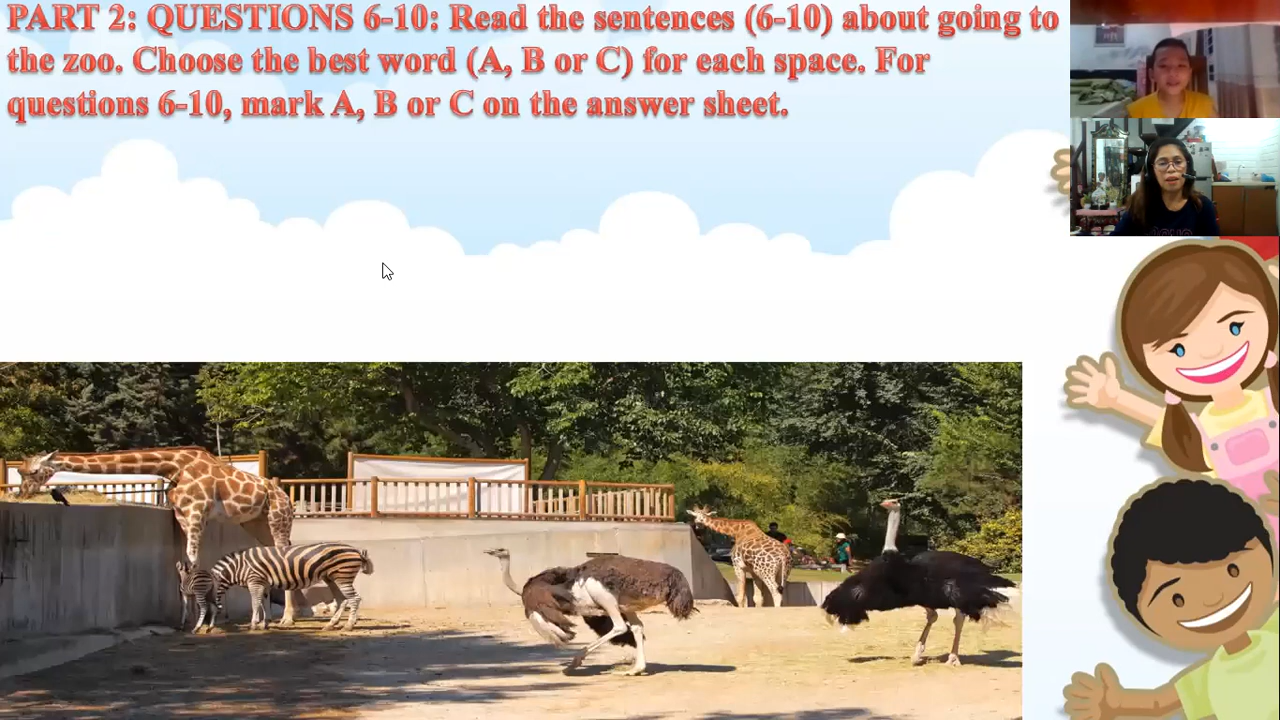 PART 2: QUESTIONS 6-10: Read the sentences (6-10) about going to
the zoo. Choose the best word (A, B or C) for each space. For
questions 6-10, mark A, B or C on the answer sheet.